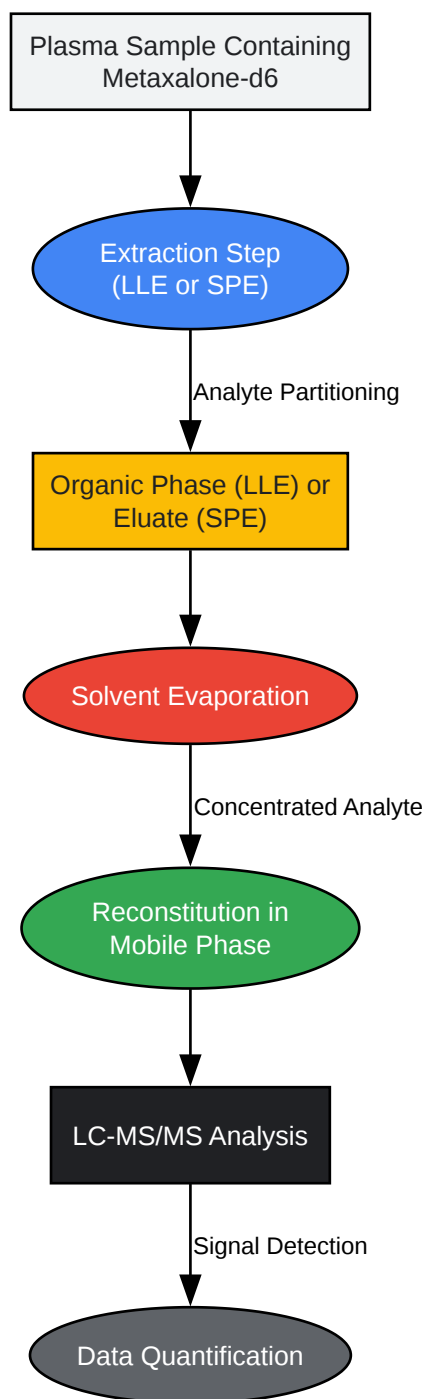 Plasma Sample Containing
Metaxalone-d6
Extraction Step
(LLE or SPE)
Analyte Partitioning
Organic Phase (LLE) or
Eluate (SPE)
Solvent Evaporation
Concentrated Analyte
Reconstitution in
Mobile Phase
LC-MS/MS Analysis
Signal Detection
Data Quantification